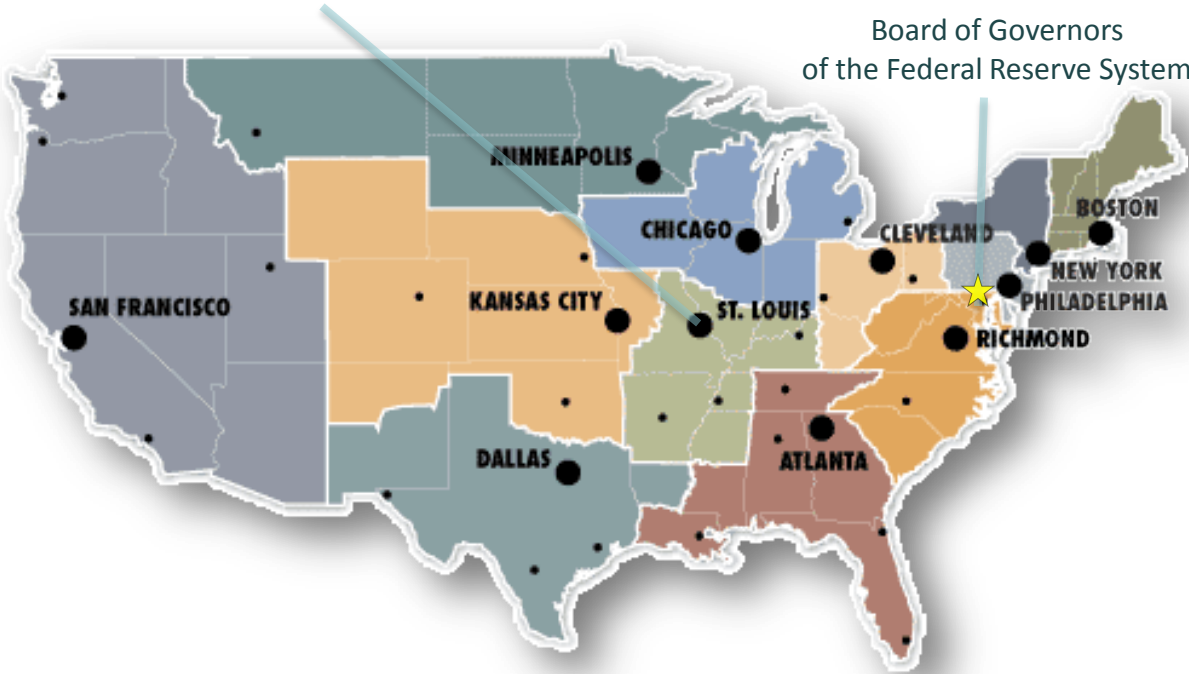 Board of Governors
of the Federal Reserve System
MINNEAPOLIS
BOSTON
CHICAGO
CLEVELAND
NEW YORK
SAN FRANCISCO
KANSAS CITY
ST. LOUIS
PHILADELPHIA
RICHMOND
DALLAS
ATLANTA